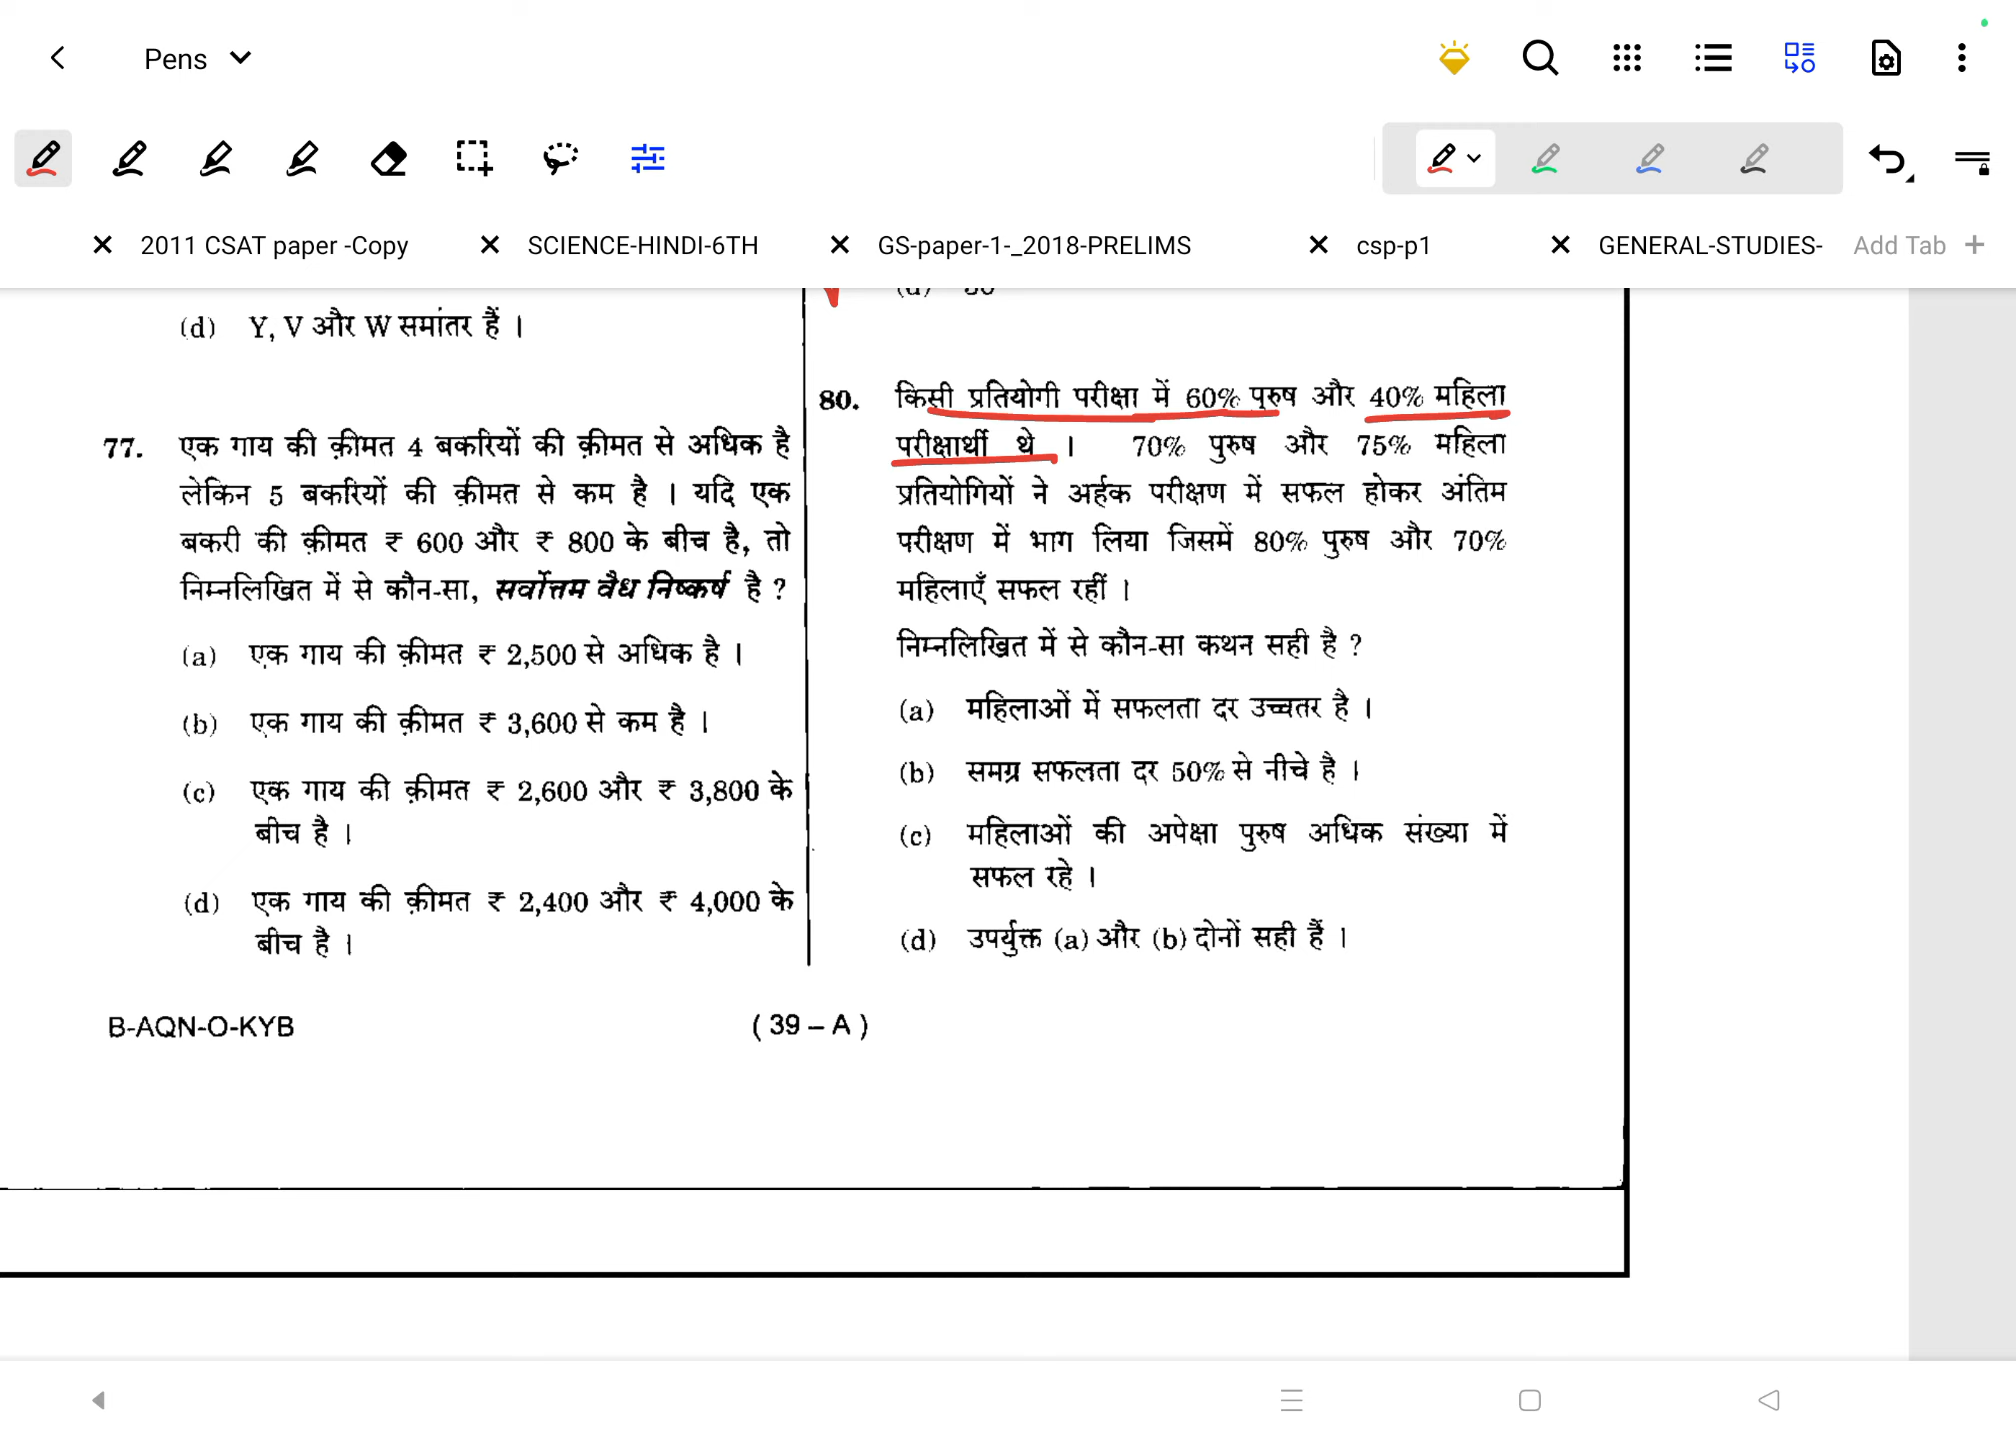 Pens
2011 CSAT paper -Copy
SCIENCE-HINDI-6TH
GS-paper-1-_2018-PRELIMS
csp-p1
GENERAL-STUDIES-
Add Tab
(d) Y, V और W समांतर हैं ।
77. एक गाय की क़ीमत 4 बकरियों की क़ीमत से अधिक है
लेकिन 5 बकरियों की क़ीमत से कम है । यदि एक
बकरी की क़ीमत ₹ 600 और ₹ 800 के बीच है, तो
निम्नलिखित में से कौन-सा, सर्वोत्तम वैध निष्कर्ष है ?
(a) एक गाय की क़ीमत ₹ 2,500 से अधिक है ।
(b) एक गाय की क़ीमत ₹ 3,600 से कम है ।
(c) एक गाय की क़ीमत ₹ 2,600 और ₹ 3,800 के
बीच है ।
(d) एक गाय की क़ीमत ₹ 2,400 और ₹ 4,000 के
बीच है ।
80. किसी प्रतियोगी परीक्षा में 60% पुरुष और 40% महिला
परीक्षार्थी थे । 70% पुरुष और 75% महिला
प्रतियोगियों ने अर्हक परीक्षण में सफल होकर अंतिम
परीक्षण में भाग लिया जिसमें 80% पुरुष और 70%
महिलाएँ सफल रहीं ।
निम्नलिखित में से कौन-सा कथन सही है ?
(a) महिलाओं में सफलता दर उच्चतर है ।
(b) समग्र सफलता दर 50% से नीचे है ।
(c) महिलाओं की अपेक्षा पुरुष अधिक संख्या में
सफल रहे ।
(d) उपर्युक्त (a) और (b) दोनों सही हैं ।
B-AQN-O-KYB
( 39 – A )